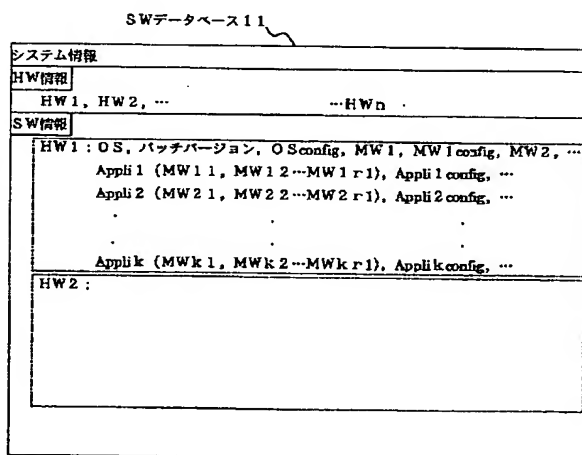 SWデータベース11
システム情報
HW情報
HW1, HW2, … …HWn
SW情報
HW1:OS, パッチバージョン, OSconfig, MW1, MW1config, MW2, …
Appli1 (MW11, MW12…MW1r1), Appli1config, …
Appli2 (MW21, MW22…MW2r1), Appli2config, …
. . .
. . .
Applik (MWk1, MWk2…MWkr1), Applikconfig, …
HW2: